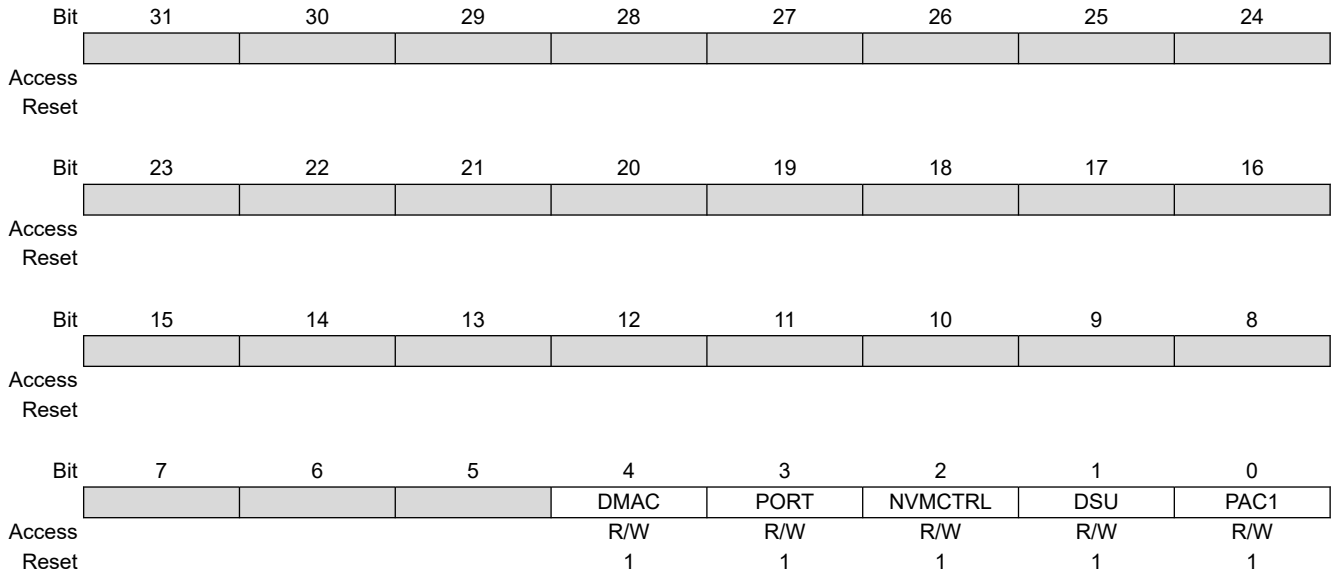 Bit 31 30 29 28 27 26 25 24
Access
Reset
Bit 23 22 21 20 19 18 17 16
Access
Reset
Bit 15 14 13 12 11 10 9 8
Access
Reset
Bit 7 6 5 4 3 2 1 0
DMAC PORT NVMCTRL DSU PAC1
Access R/W R/W R/W R/W R/W
Reset 1 1 1 1 1